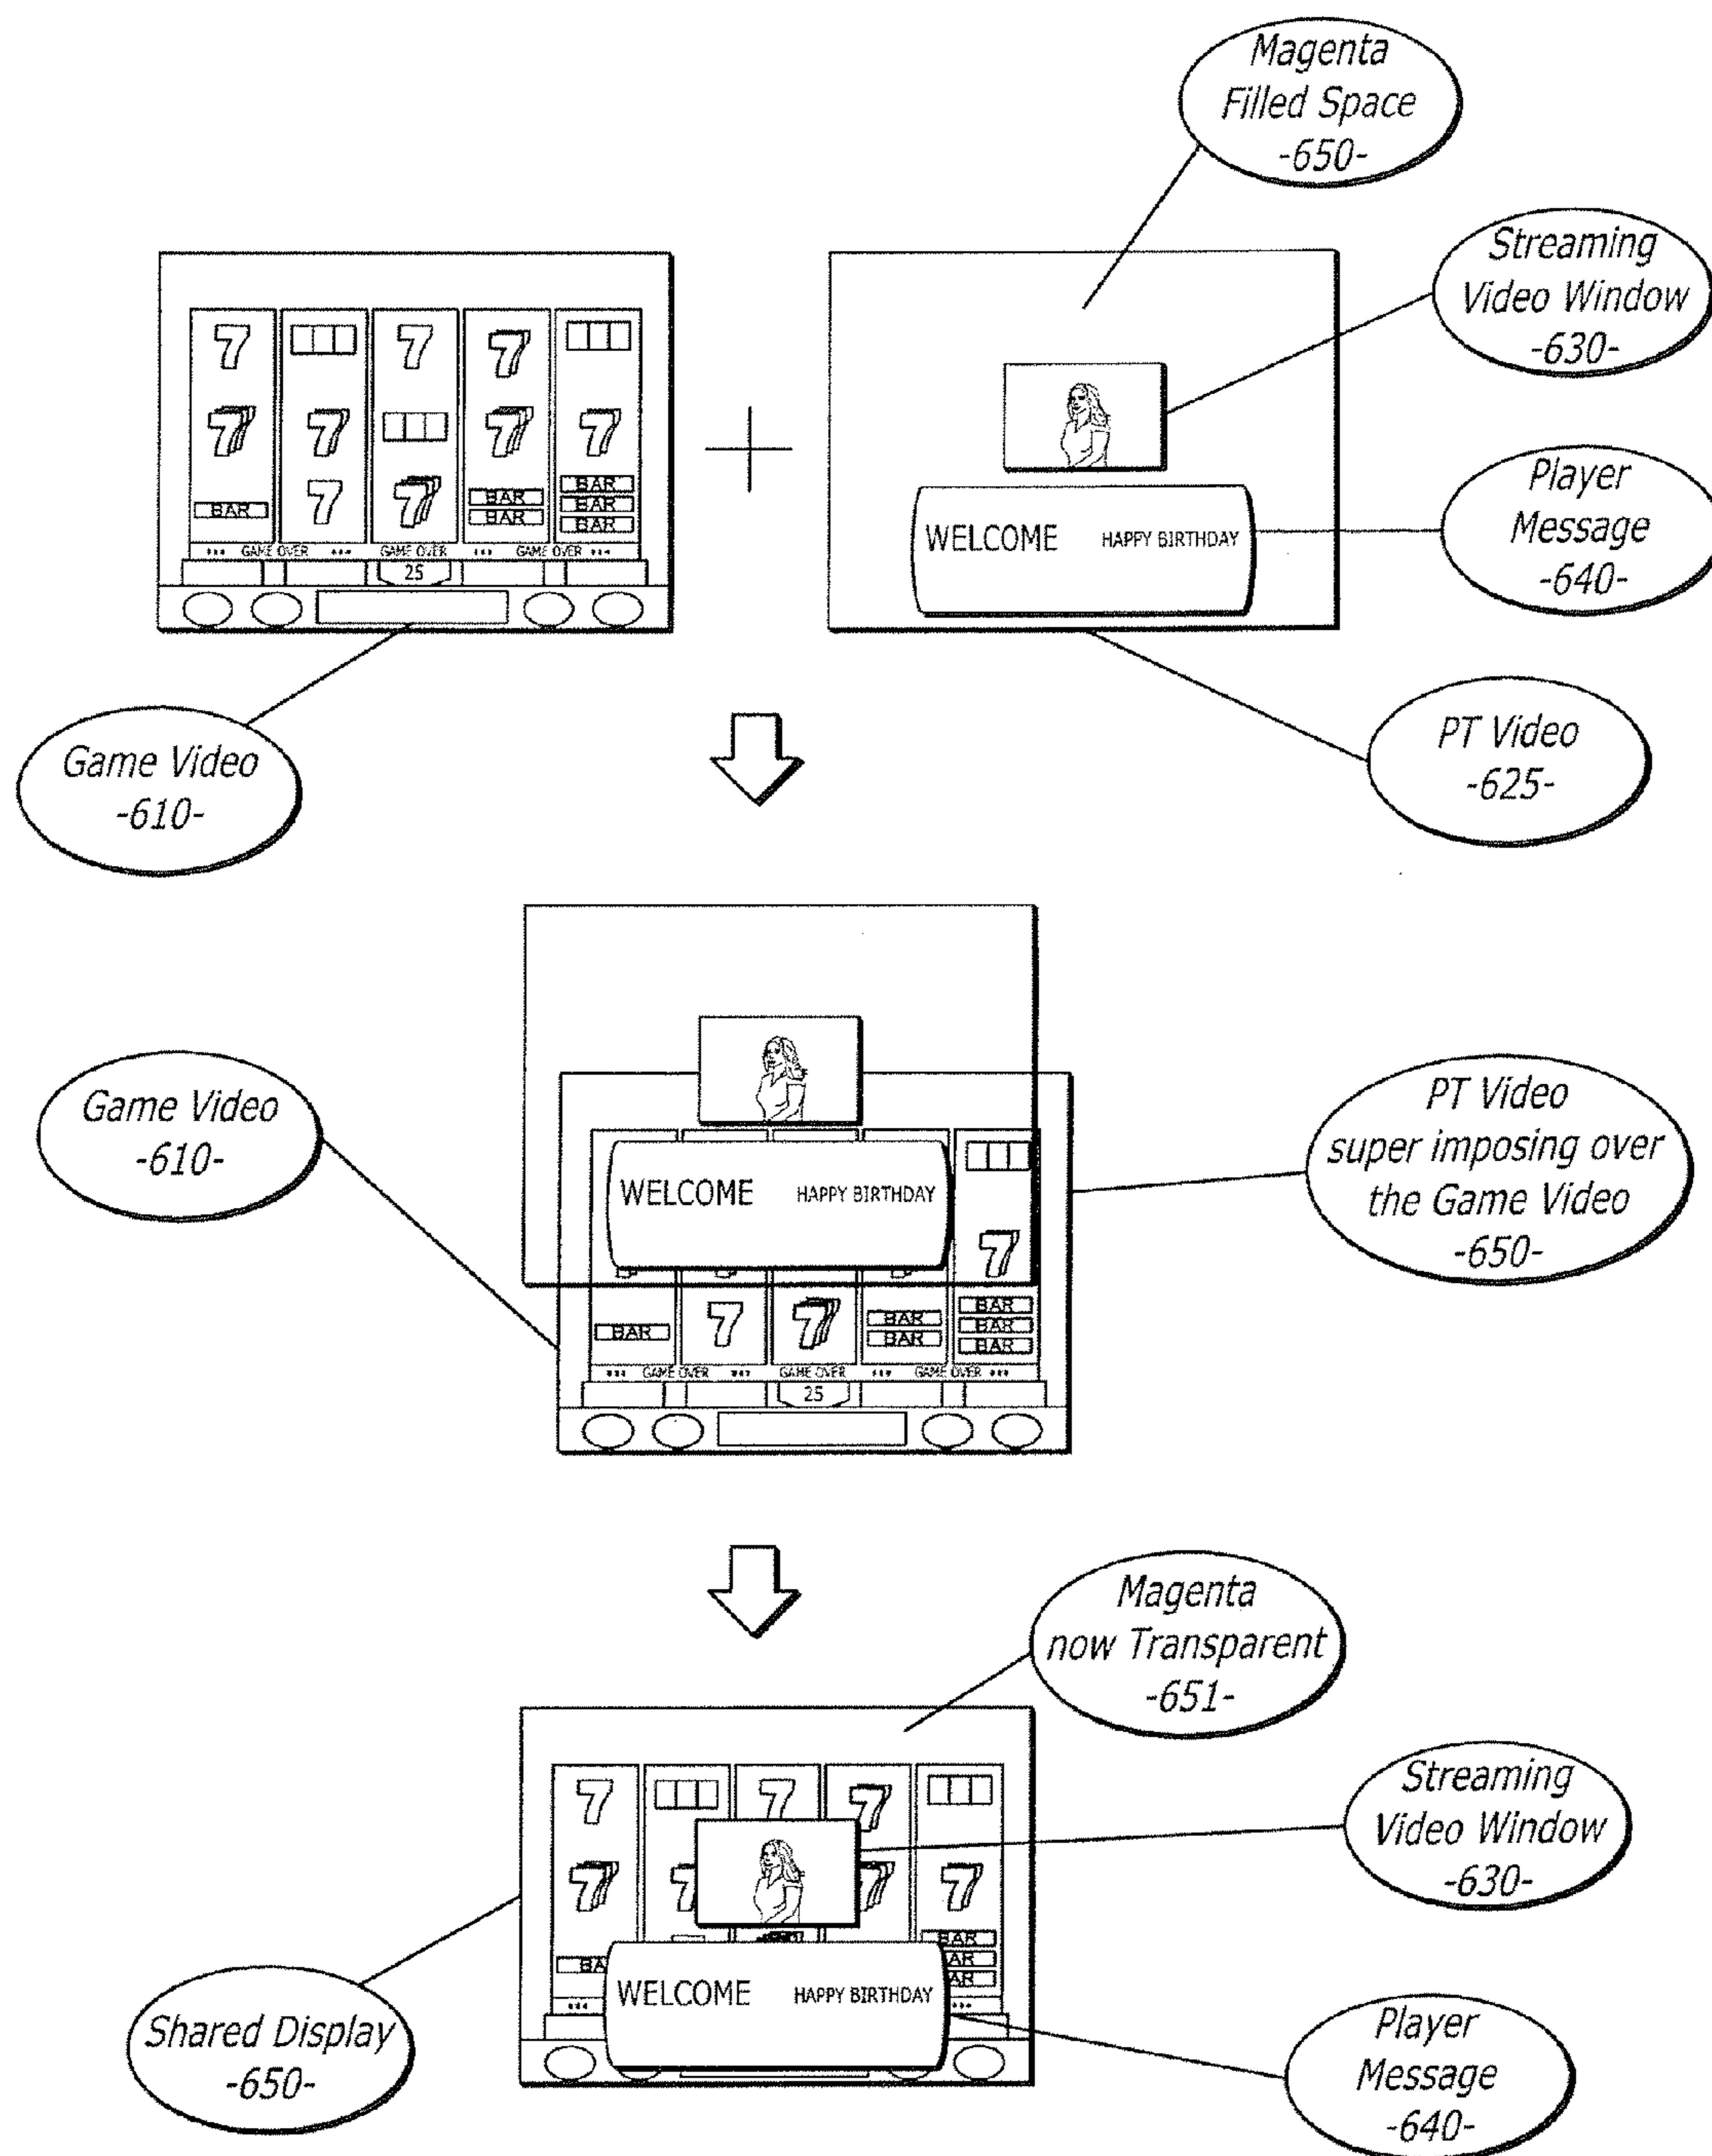 Magenta
Filled Space
-650-
Streaming
Video Window
-630-
7 7 7
7 7 7 7
BAR 7 7 BAR BAR
BAR BAR
BAR
GAME OVER GAME OVER GAME OVER
25
WELCOME HAPPY BIRTHDAY
Player
Message
-640-
Game Video
-610-
PT Video
-625-
Game Video
-610-
WELCOME HAPPY BIRTHDAY
7
BAR 7 7 BAR BAR
BAR BAR
BAR
GAME OVER GAME OVER GAME OVER
25
PT Video
super imposing over
the Game Video
-650-
Magenta
now Transparent
-651-
7 7 7
7 7 7 7
BA BAR
AR
AR
WELCOME HAPPY BIRTHDAY
Streaming
Video Window
-630-
Shared Display
-650-
Player
Message
-640-